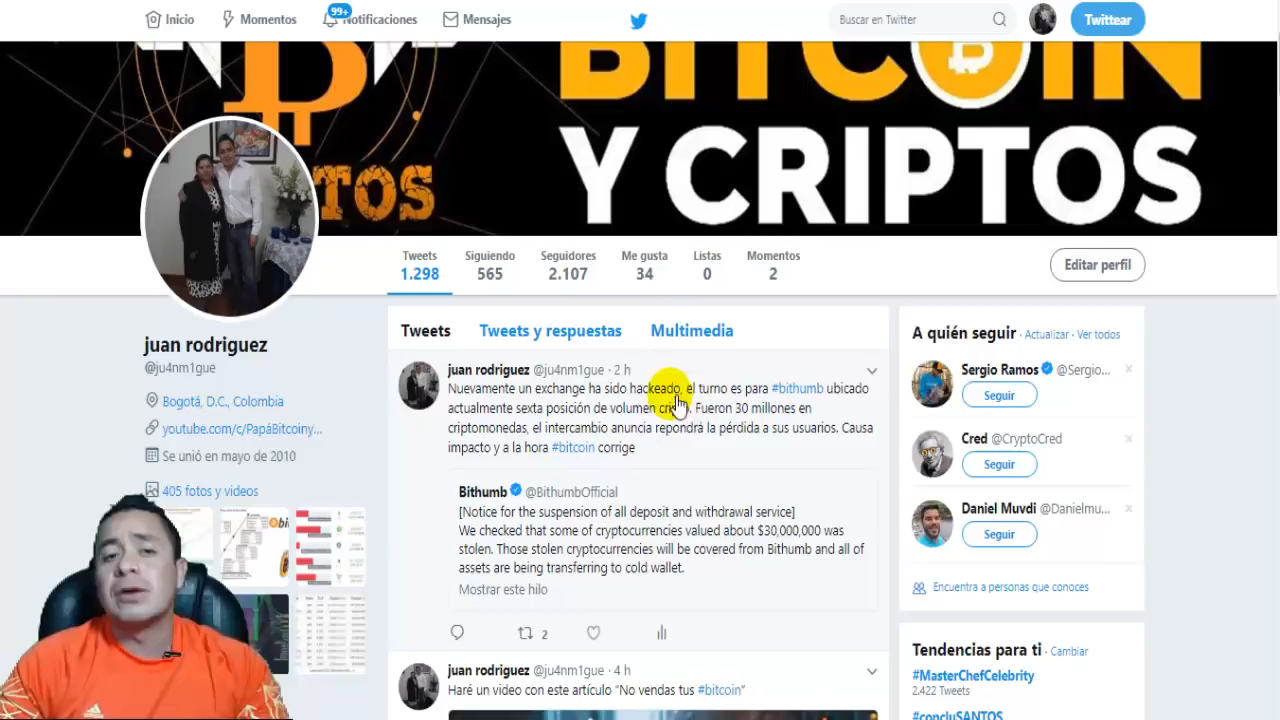 Inicio
Momentos
99+
Notificaciones
Mensajes
Buscar en Twitter
Twittear
BITCOIN
Y CRIPTOS
TOS
Tweets
Siguiendo
Seguidores
Me gusta
Listas
Momentos
1.298
565
2.107
34
0
2
Editar perfil
juan rodriguez
@ju4nm1gue
Bogotá, D.C., Colombia
youtube.com/c/PapáBitcoiny...
Se unió en mayo de 2010
405 fotos y videos
Tweets
Tweets y respuestas
Multimedia
juan rodriguez @ju4nm1gue · 2 h
Nuevamente un exchange ha sido hackeado, el turno es para #bithumb ubicado
actualmente sexta posición de volumen Fueron 30 millones en
criptomonedas, el intercambio anuncia repondrá la pérdida a sus usuarios. Causa
impacto y a la hora #bitcoin corrige
Bithumb @BithumbOfficial
[Notice for the suspension of all deposit and withdrawal service]
We checked that some of cryptocurrencies valued about $30,000,000 was
stolen. Those stolen cryptocurrencies will be covered from Bithumb and all of
assets are being transferring to cold wallet.
Mostrar este hilo
2
juan rodriguez @ju4nm1gue · 4 h
Haré un video con este artículo “No vendas tus #bitcoin”
A quién seguir · Actualizar · Ver todos
Sergio Ramos @Sergio...
Seguir
Cred @CryptoCred
Seguir
Daniel Muvdi @Danielmu...
Seguir
Encuentra a personas que conoces
Tendencias para ti · Cambiar
#MasterChefCelebrity
2.422 Tweets
#concluSANTOS